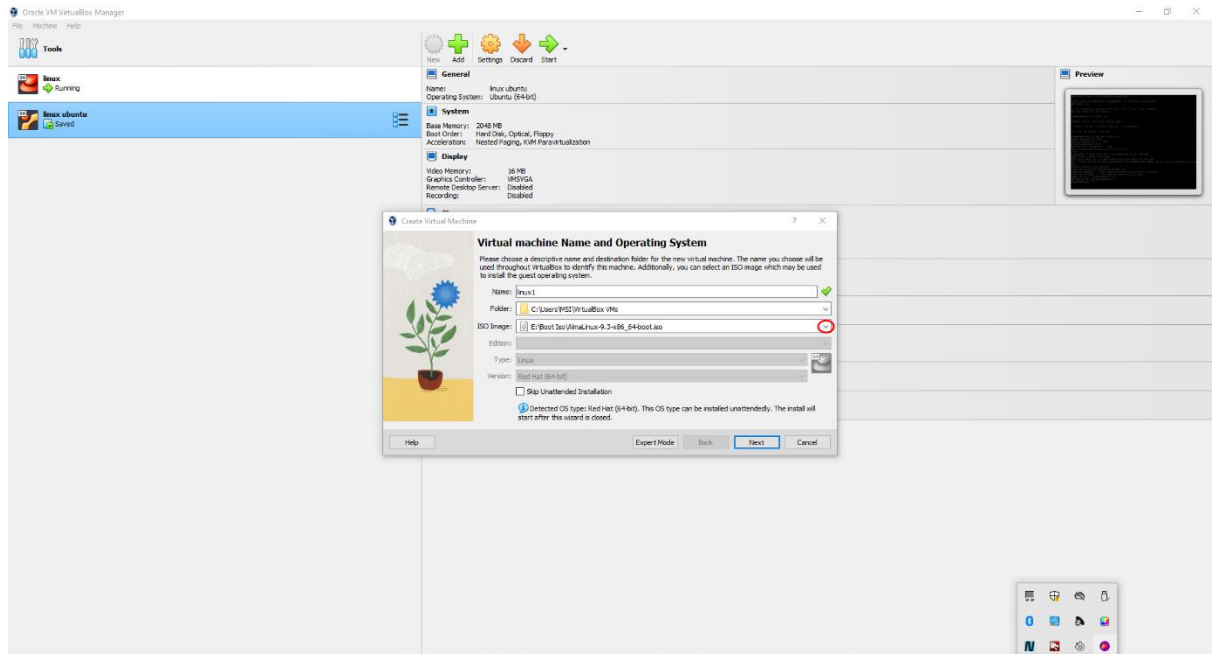 Oracle VM VirtualBox Manager
File Machine Help
Tools
New Add Settings Discard Start
linux
Running
linux ubuntu
Saved
General
Name: linux ubuntu
Operating System: Ubuntu (64-bit)
System
Base Memory: 2048 MB
Boot Order: Hard Disk, Optical, Floppy
Acceleration: Nested Paging, KVM Paravirtualization
Display
Video Memory: 16 MB
Graphics Controller: VMSVGA
Remote Desktop Server: Disabled
Recording: Disabled
Preview
Create Virtual Machine
Virtual machine Name and Operating System
Please choose a descriptive name and destination folder for the new virtual machine. The name you choose will be
used throughout VirtualBox to identify this machine. Additionally, you can select an ISO image which may be used
to install the guest operating system.
Name: linux1
Folder: C:\Users\MSI\VirtualBox VMs
ISO Image: E:\Boot Iso\AlmaLinux-9.3-x86_64-boot.iso
Edition:
Type: Linux
Version: Red Hat (64-bit)
Skip Unattended Installation
Detected OS type: Red Hat (64-bit). This OS type can be installed unattendedly. The install will
start after this wizard is closed.
Help Expert Mode Back Next Cancel